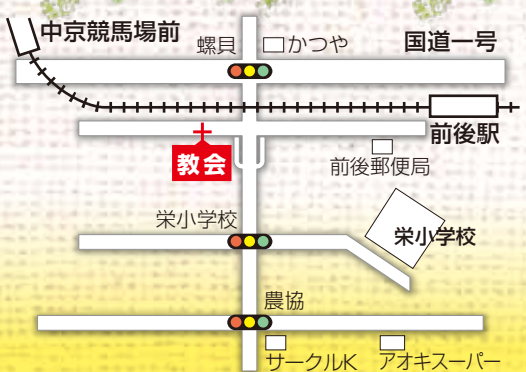 中京競馬場前
螺貝
かつや
国道一号
前後駅
教会
前後郵便局
栄小学校
栄小学校
農協
サークルK
アオキスーパー